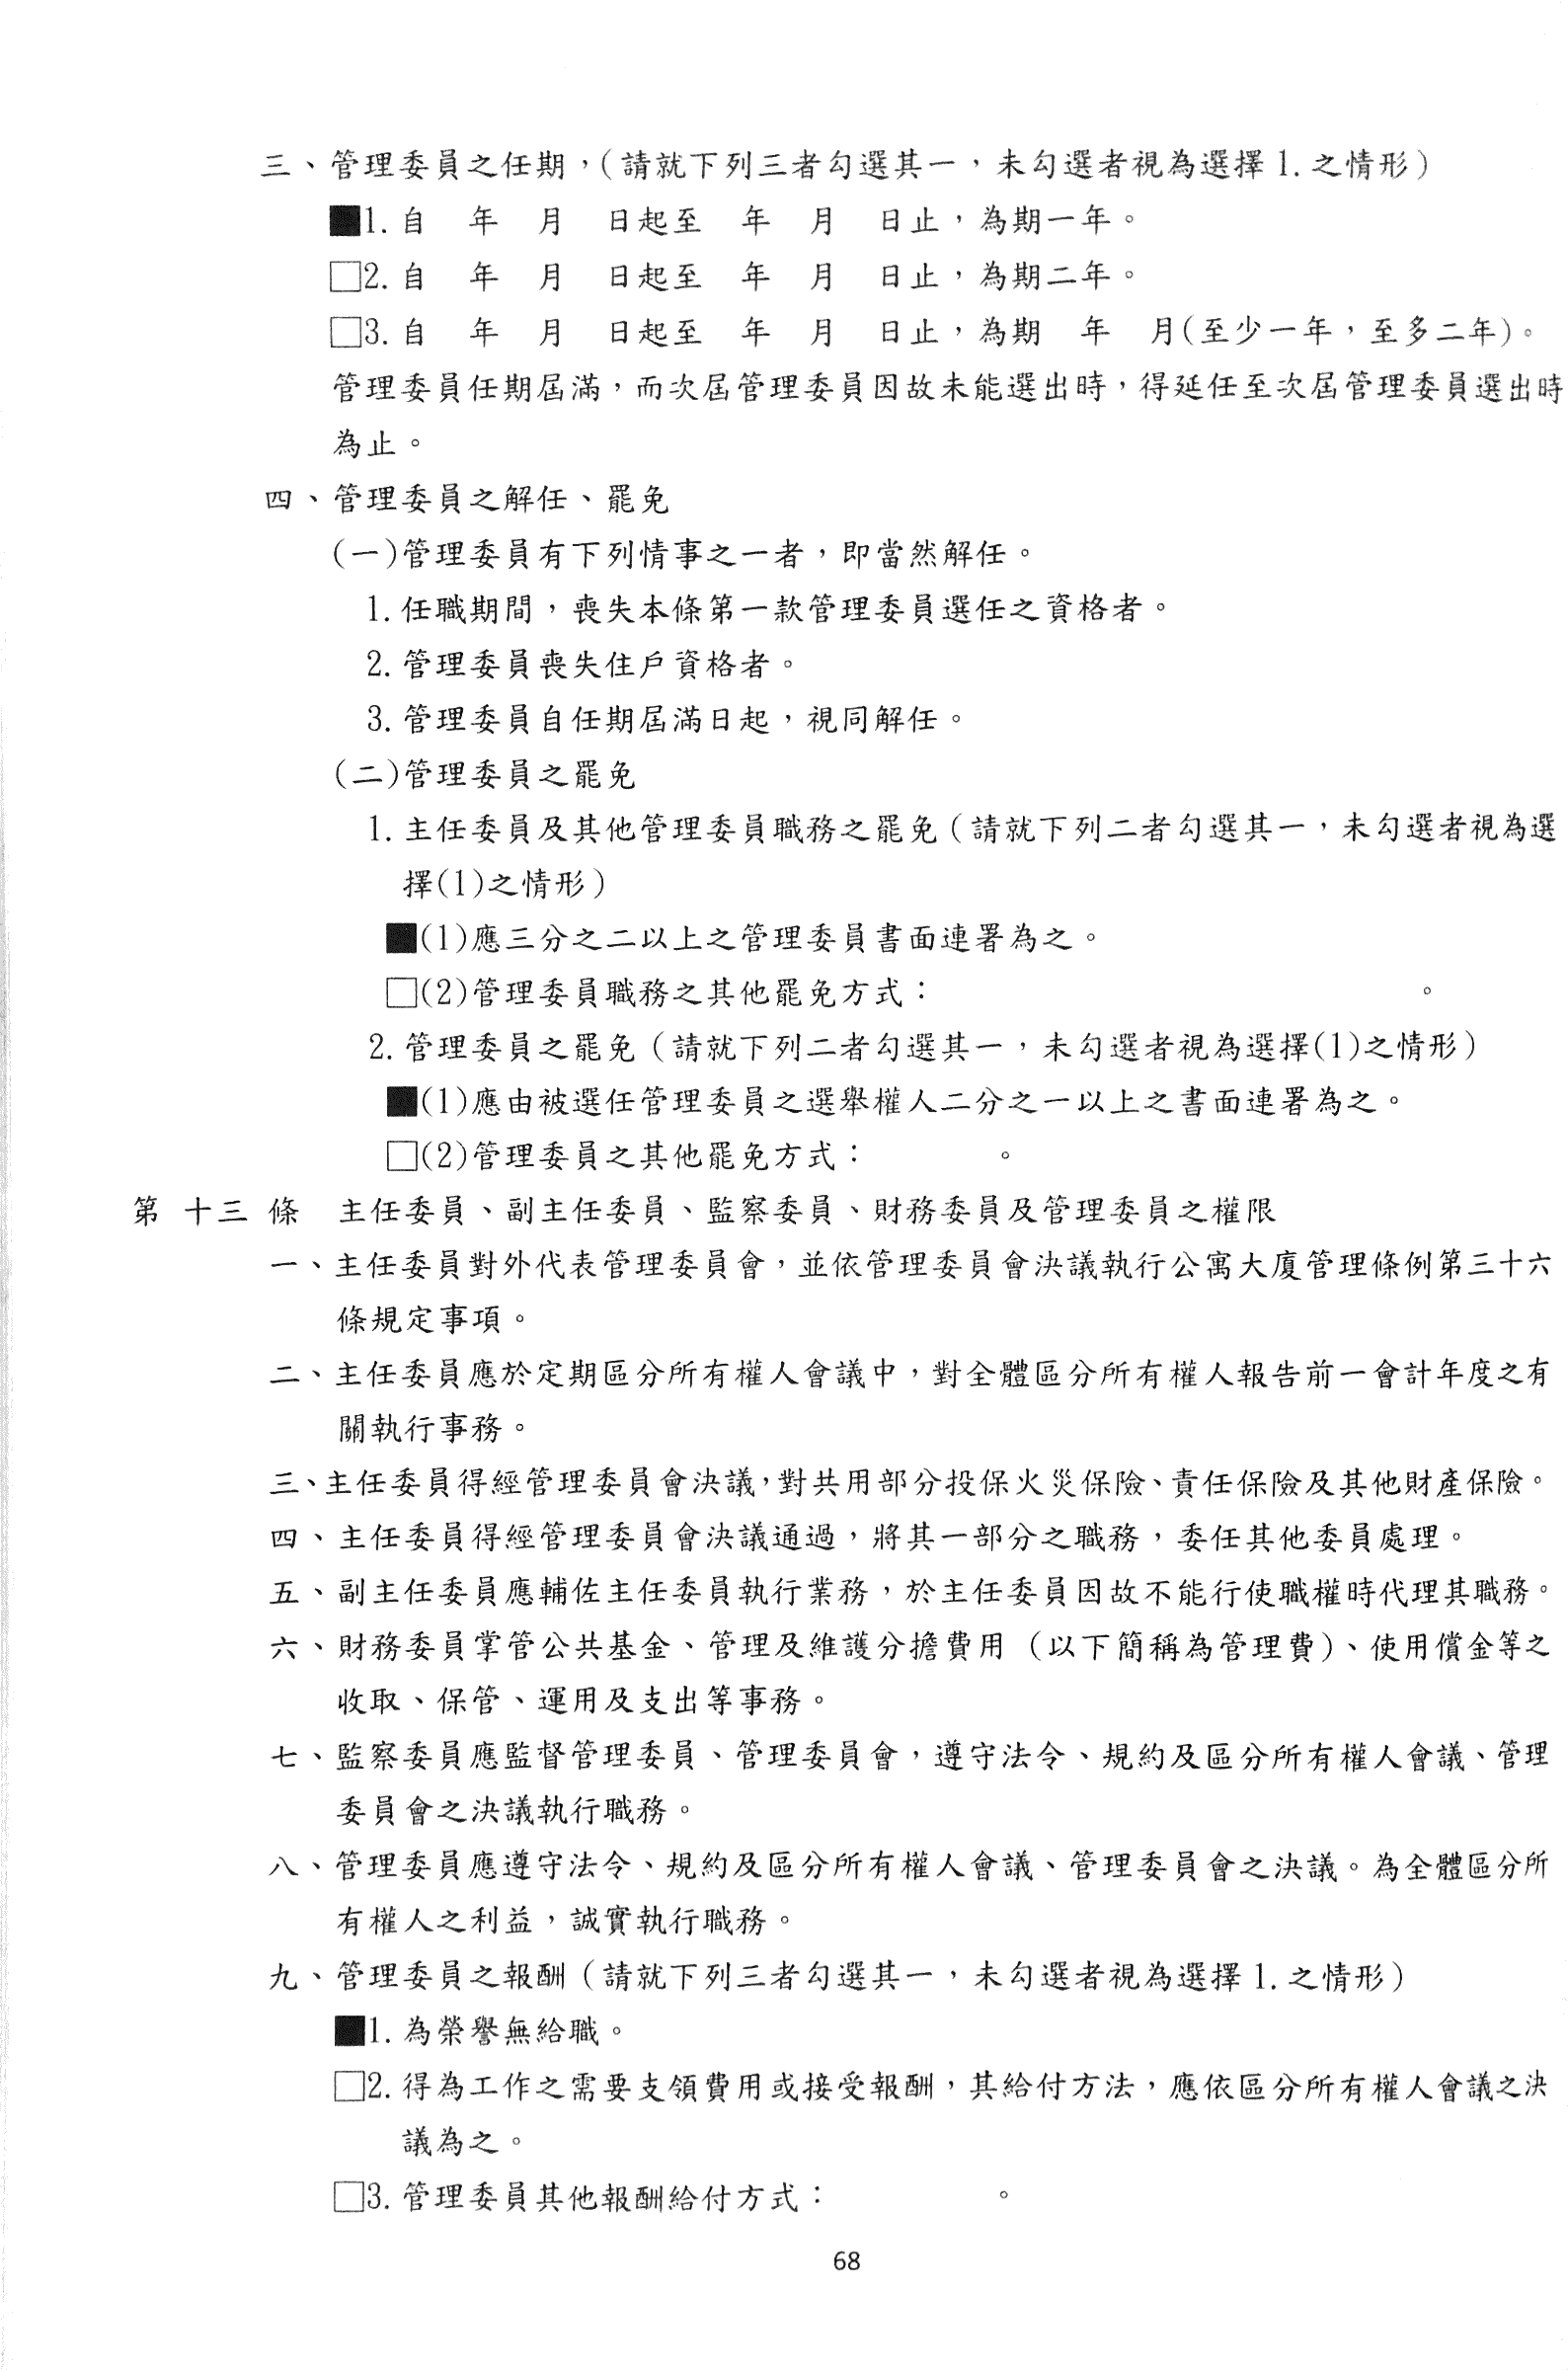 三、管理委員之任期，(請就下列三者勾選其一，未勾選者視為選擇 1. 之情形)
■1. 自　年　月　日起至　年　月　日止，為期一年。
□2. 自　年　月　日起至　年　月　日止，為期二年。
□3. 自　年　月　日起至　年　月　日止，為期　年　月(至少一年，至多二年)。
管理委員任期屆滿，而次屆管理委員因故未能選出時，得延任至次屆管理委員選出時
為止。
四、管理委員之解任、罷免
(一)管理委員有下列情事之一者，即當然解任。
1. 任職期間，喪失本條第一款管理委員選任之資格者。
2. 管理委員喪失住戶資格者。
3. 管理委員自任期屆滿日起，視同解任。
(二)管理委員之罷免
1. 主任委員及其他管理委員職務之罷免(請就下列二者勾選其一，未勾選者視為選
擇(1)之情形)
■(1)應三分之二以上之管理委員書面連署為之。
□(2)管理委員職務之其他罷免方式：　　　。
2. 管理委員之罷免(請就下列二者勾選其一，未勾選者視為選擇(1)之情形)
■(1)應由被選任管理委員之選舉權人二分之一以上之書面連署為之。
□(2)管理委員之其他罷免方式：　　　。
第 十三 條　主任委員、副主任委員、監察委員、財務委員及管理委員之權限
一、主任委員對外代表管理委員會，並依管理委員會決議執行公寓大廈管理條例第三十六
條規定事項。
二、主任委員應於定期區分所有權人會議中，對全體區分所有權人報告前一會計年度之有
關執行事務。
三、主任委員得經管理委員會決議，對共用部分投保火災保險、責任保險及其他財產保險。
四、主任委員得經管理委員會決議通過，將其一部分之職務，委任其他委員處理。
五、副主任委員應輔佐主任委員執行業務，於主任委員因故不能行使職權時代理其職務。
六、財務委員掌管公共基金、管理及維護分擔費用 (以下簡稱為管理費)、使用償金等之
收取、保管、運用及支出等事務。
七、監察委員應監督管理委員、管理委員會，遵守法令、規約及區分所有權人會議、管理
委員會之決議執行職務。
八、管理委員應遵守法令、規約及區分所有權人會議、管理委員會之決議。為全體區分所
有權人之利益，誠實執行職務。
九、管理委員之報酬(請就下列三者勾選其一，未勾選者視為選擇 1. 之情形)
■1. 為榮譽無給職。
□2. 得為工作之需要支領費用或接受報酬，其給付方法，應依區分所有權人會議之決
議為之。
□3. 管理委員其他報酬給付方式：　　　。
68